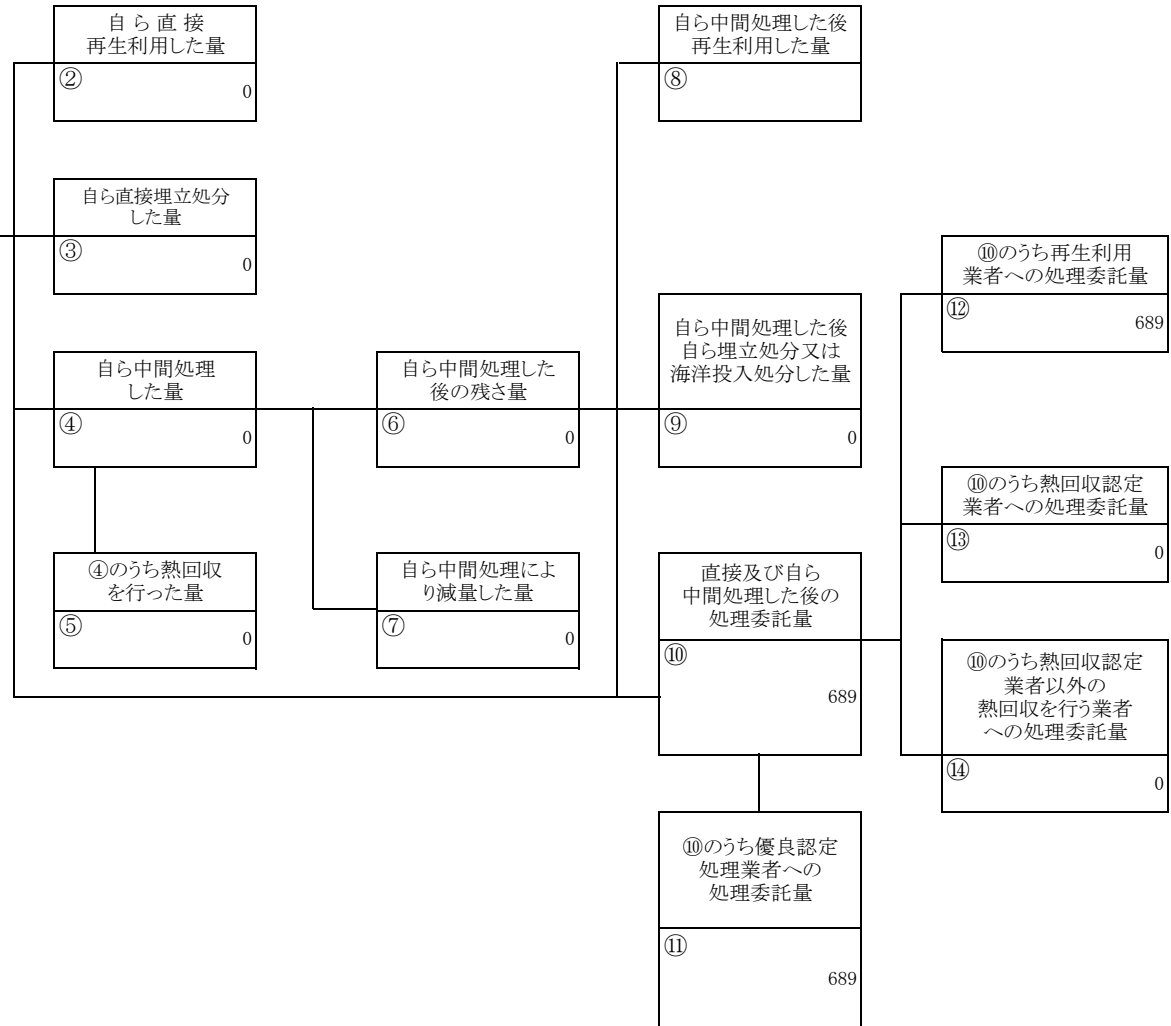 自 ら 直 接
再生利用した量
②
0
自ら中間処理した後
再生利用した量
⑧
自ら直接埋立処分
した量
③
0
⑩のうち再生利用
業者への処理委託量
⑫
689
自ら中間処理
した量
④
0
自ら中間処理した
後の残さ量
⑥
0
自ら中間処理した後
自ら埋立処分又は
海洋投入処分した量
⑨
0
⑩のうち熱回収認定
業者への処理委託量
⑬
0
④のうち熱回収
を行った量
⑤
0
自ら中間処理によ
り減量した量
⑦
0
直接及び自ら
中間処理した後の
処理委託量
⑩
689
⑩のうち熱回収認定
業者以外の
熱回収を行う業者
への処理委託量
⑭
0
⑩のうち優良認定
処理業者への
処理委託量
⑪
689